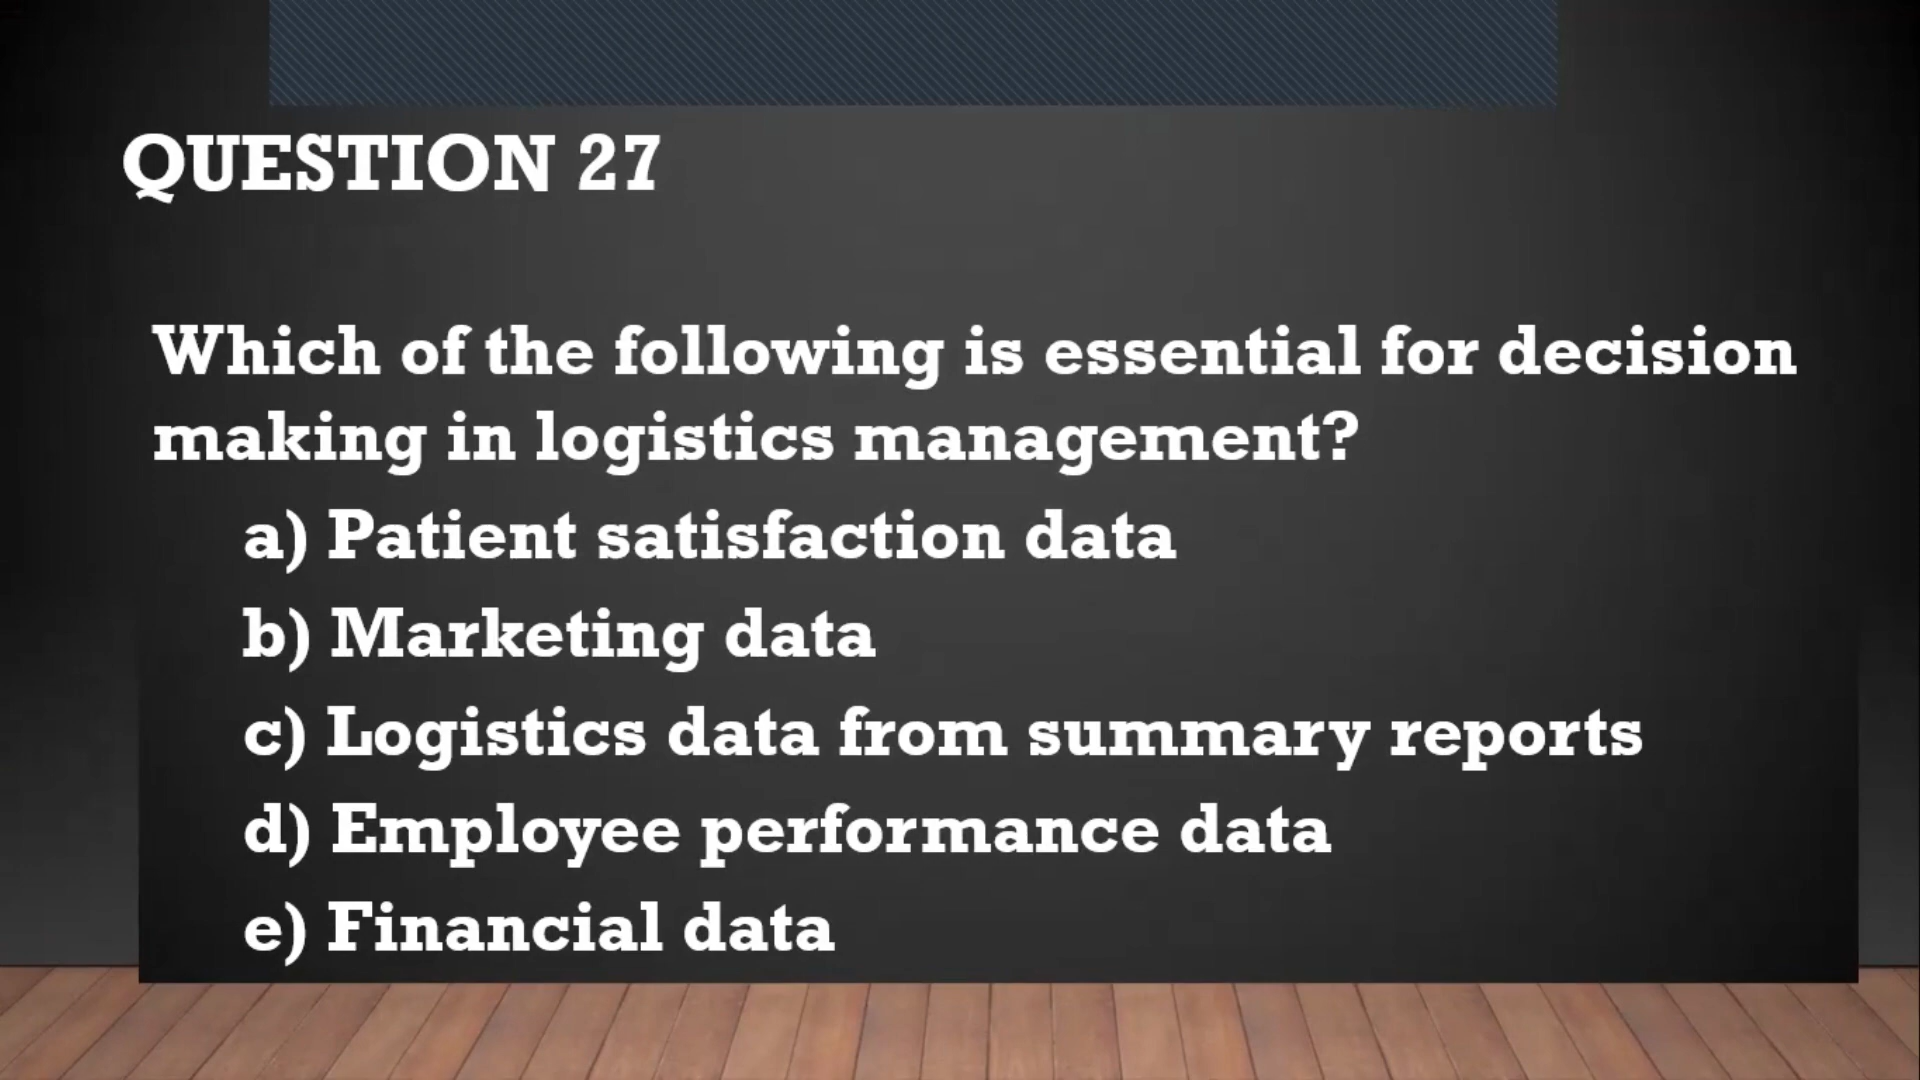 QUESTION 27
Which of the following is essential for decision
making in logistics management?
a) Patient satisfaction data
b) Marketing data
c) Logistics data from summary reports
d) Employee performance data
e) Financial data